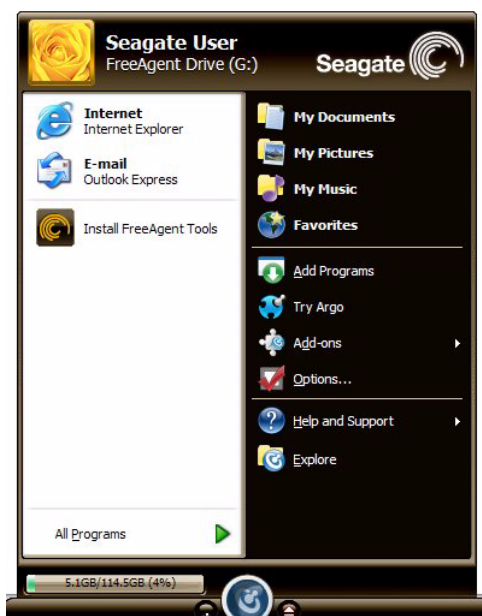 Seagate User
FreeAgent Drive (G:)
Seagate
Internet
Internet Explorer
E-mail
Outlook Express
Install FreeAgent Tools
All Programs
My Documents
My Pictures
My Music
Favorites
Add Programs
Try Argo
Add-ons
Options...
Help and Support
Explore
5.1GB/114.5GB (4%)